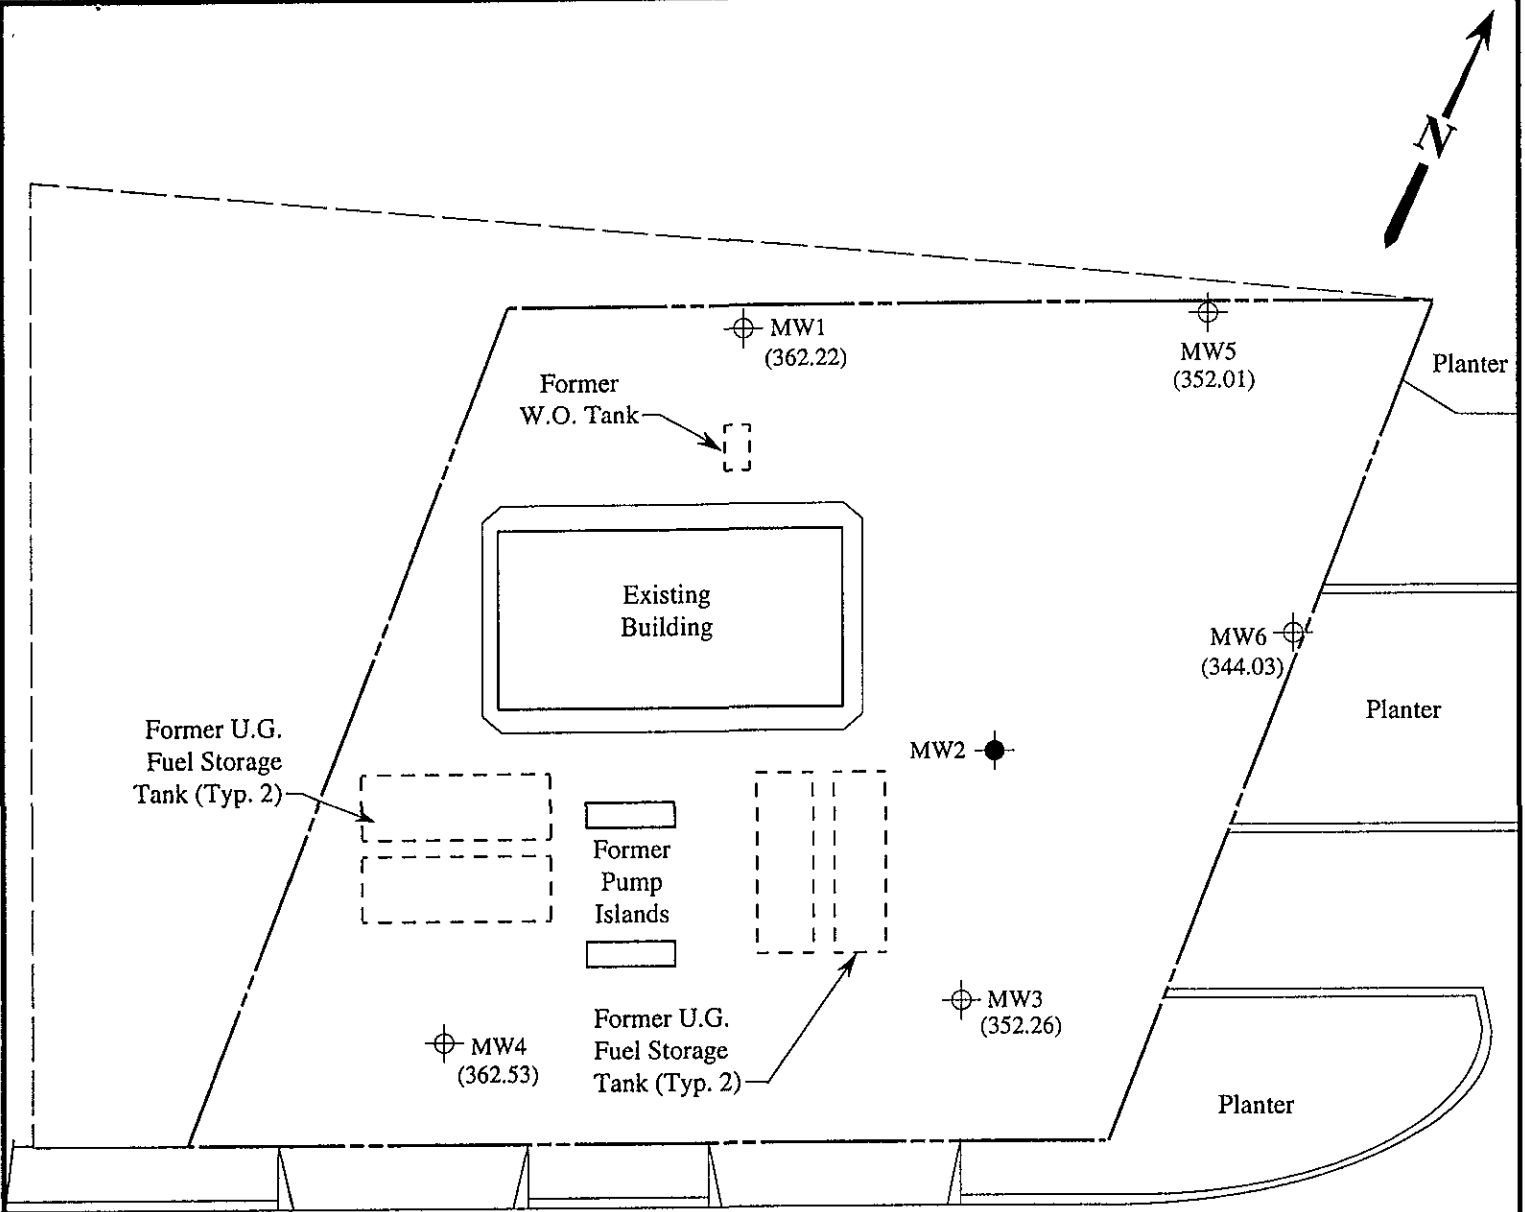 N
MW1
(362.22)
MW5
(352.01)
Planter
Former
W.O. Tank
Existing
Building
MW6
(344.03)
Planter
Former U.G.
Fuel Storage
Tank (Typ. 2)
MW2
Former
Pump
Islands
MW3
(352.26)
Former U.G.
Fuel Storage
Tank (Typ. 2)
MW4
(362.53)
Planter